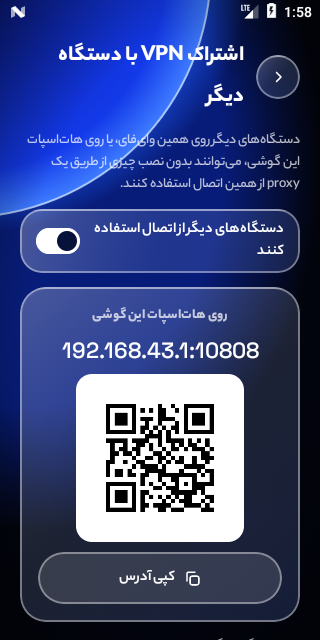 1:58
LTE
اشتراک VPN با دستگاه
دیگر
دستگاه‌های دیگر روی همین وای‌فای، یا روی هات‌اسپات
این گوشی، می‌توانند بدون نصب چیزی از طریق یک
proxy از همین اتصال استفاده کنند.
دستگاه‌های دیگر از اتصال استفاده
کنند
روی هات‌اسپات این گوشی
192.168.43.1:10808
کپی آدرس